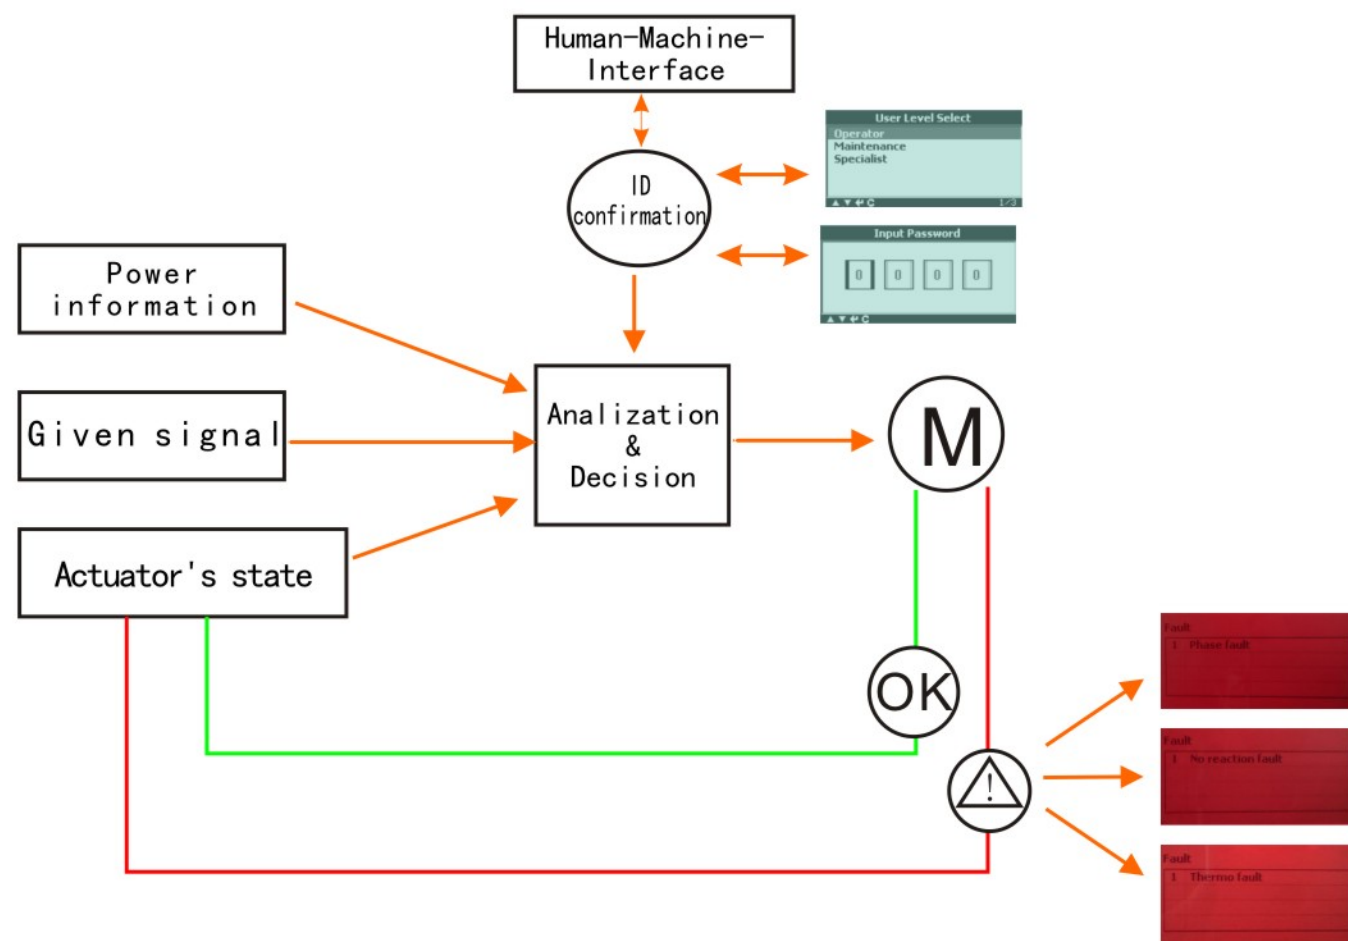 Human-Machine-
Interface
User Level Select
Operator
Maintenance
Specialist
▲ ▼ ↵ C 1/3
ID
confirmation
Input Password
0 0 0 0
▲ ▼ ↵ C
Power
information
Given signal
Analization
&
Decision
M
Actuator's state
OK
!
Fault
1 Phase fault
Fault
1 No reaction fault
Fault
1 Thermo fault